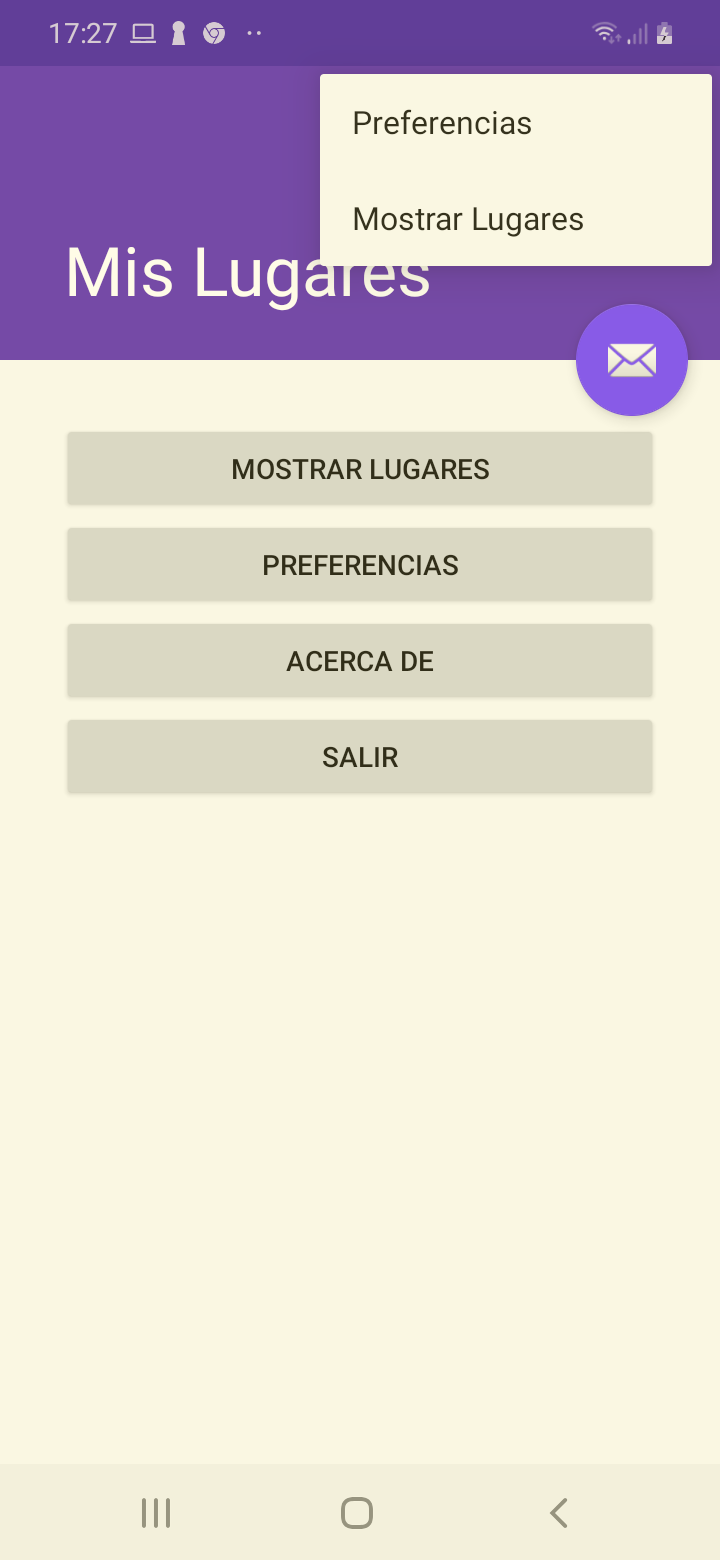 17:27
Preferencias
Mostrar Lugares
Mis Lugares
MOSTRAR LUGARES
PREFERENCIAS
ACERCA DE
SALIR